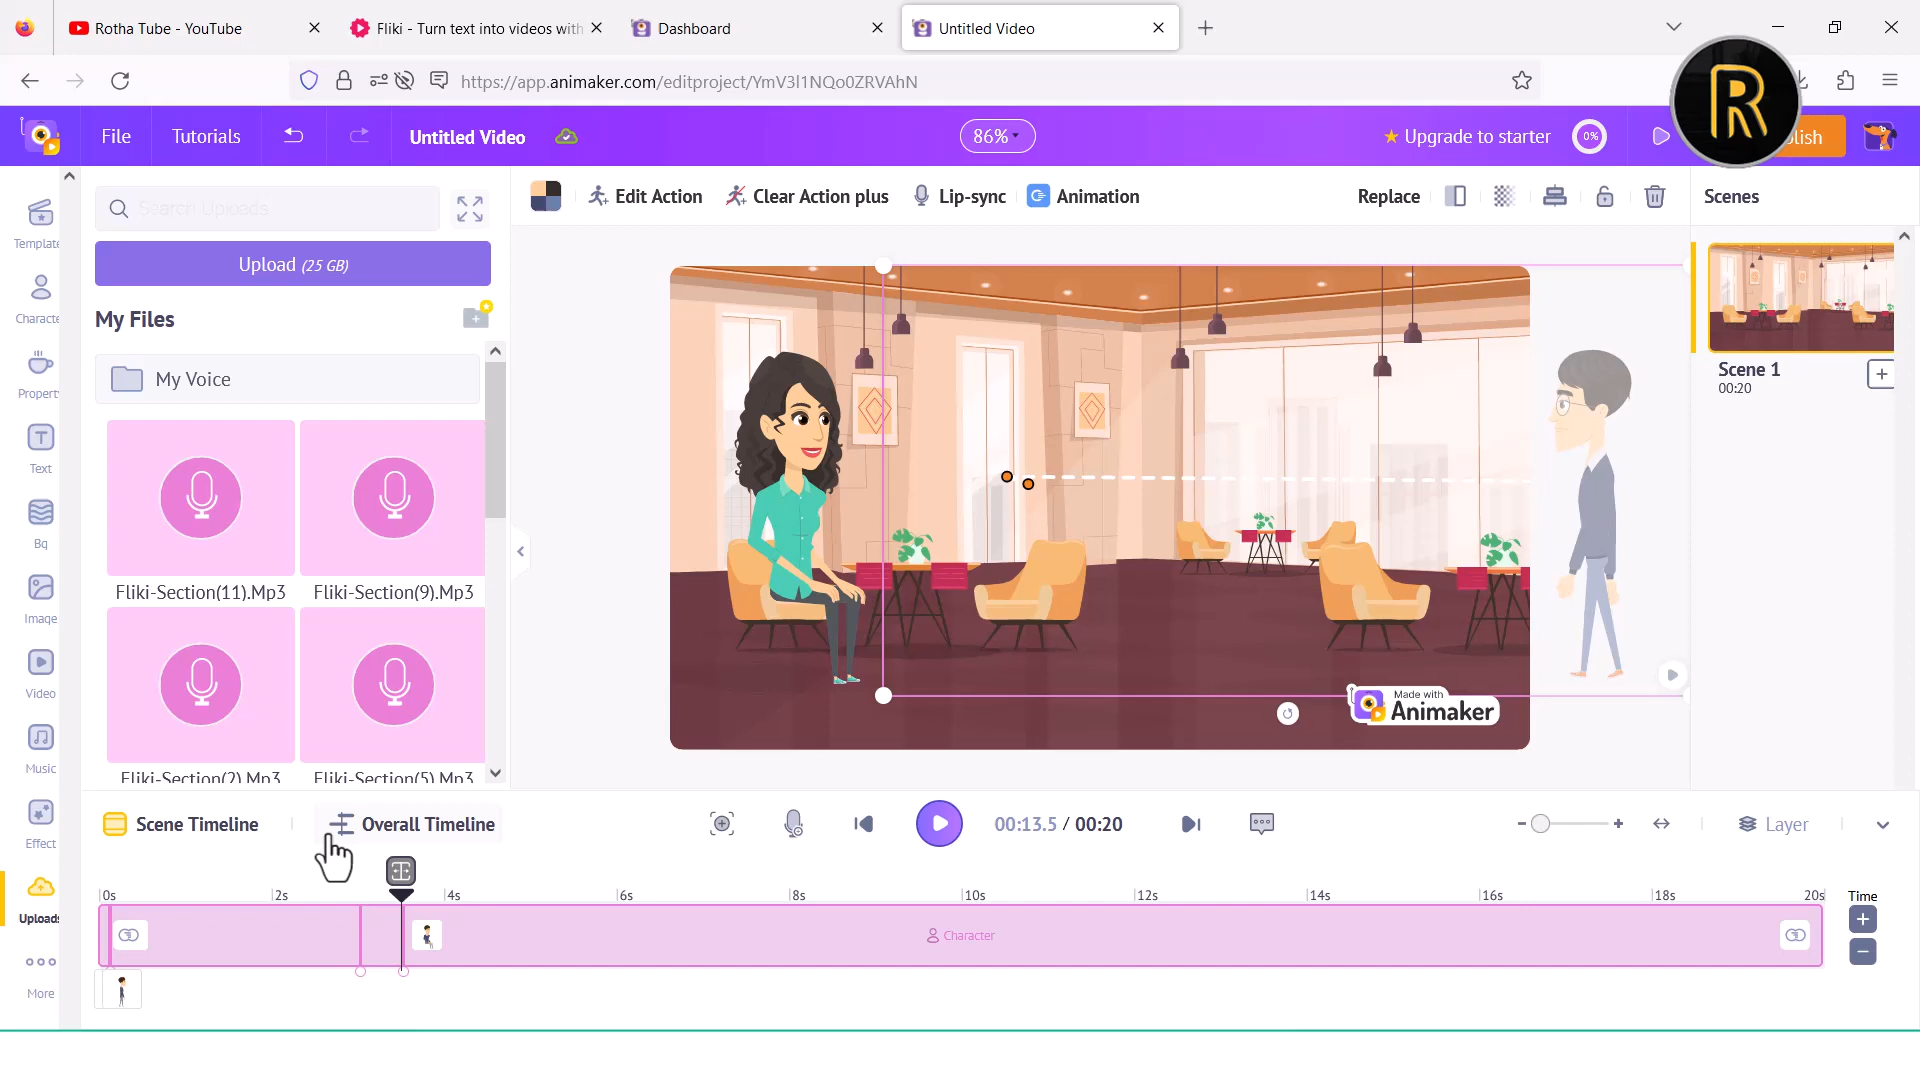 Rotha Tube - YouTube
Fliki - Turn text into videos with
Dashboard
Untitled Video
https://app.animaker.com/editproject/YmV3l1NQo0ZRVAhN
R
File
Tutorials
Untitled Video
86%
Upgrade to starter
0%
lish
Search Uploads
Edit Action
Clear Action plus
Lip-sync
Animation
Replace
Scenes
Upload (25 GB)
My Files
My Voice
Fliki-Section(11).Mp3
Fliki-Section(9).Mp3
Fliki-Section(2).Mp3
Fliki-Section(5).Mp3
Template
Characte
Property
Text
Bg
Image
Video
Music
Effect
Uploads
More
Made with
Animaker
Scene 1
00:20
Scene Timeline
Overall Timeline
00:13.5 / 00:20
Layer
0s
2s
4s
6s
8s
10s
12s
14s
16s
18s
20s
Time
Character